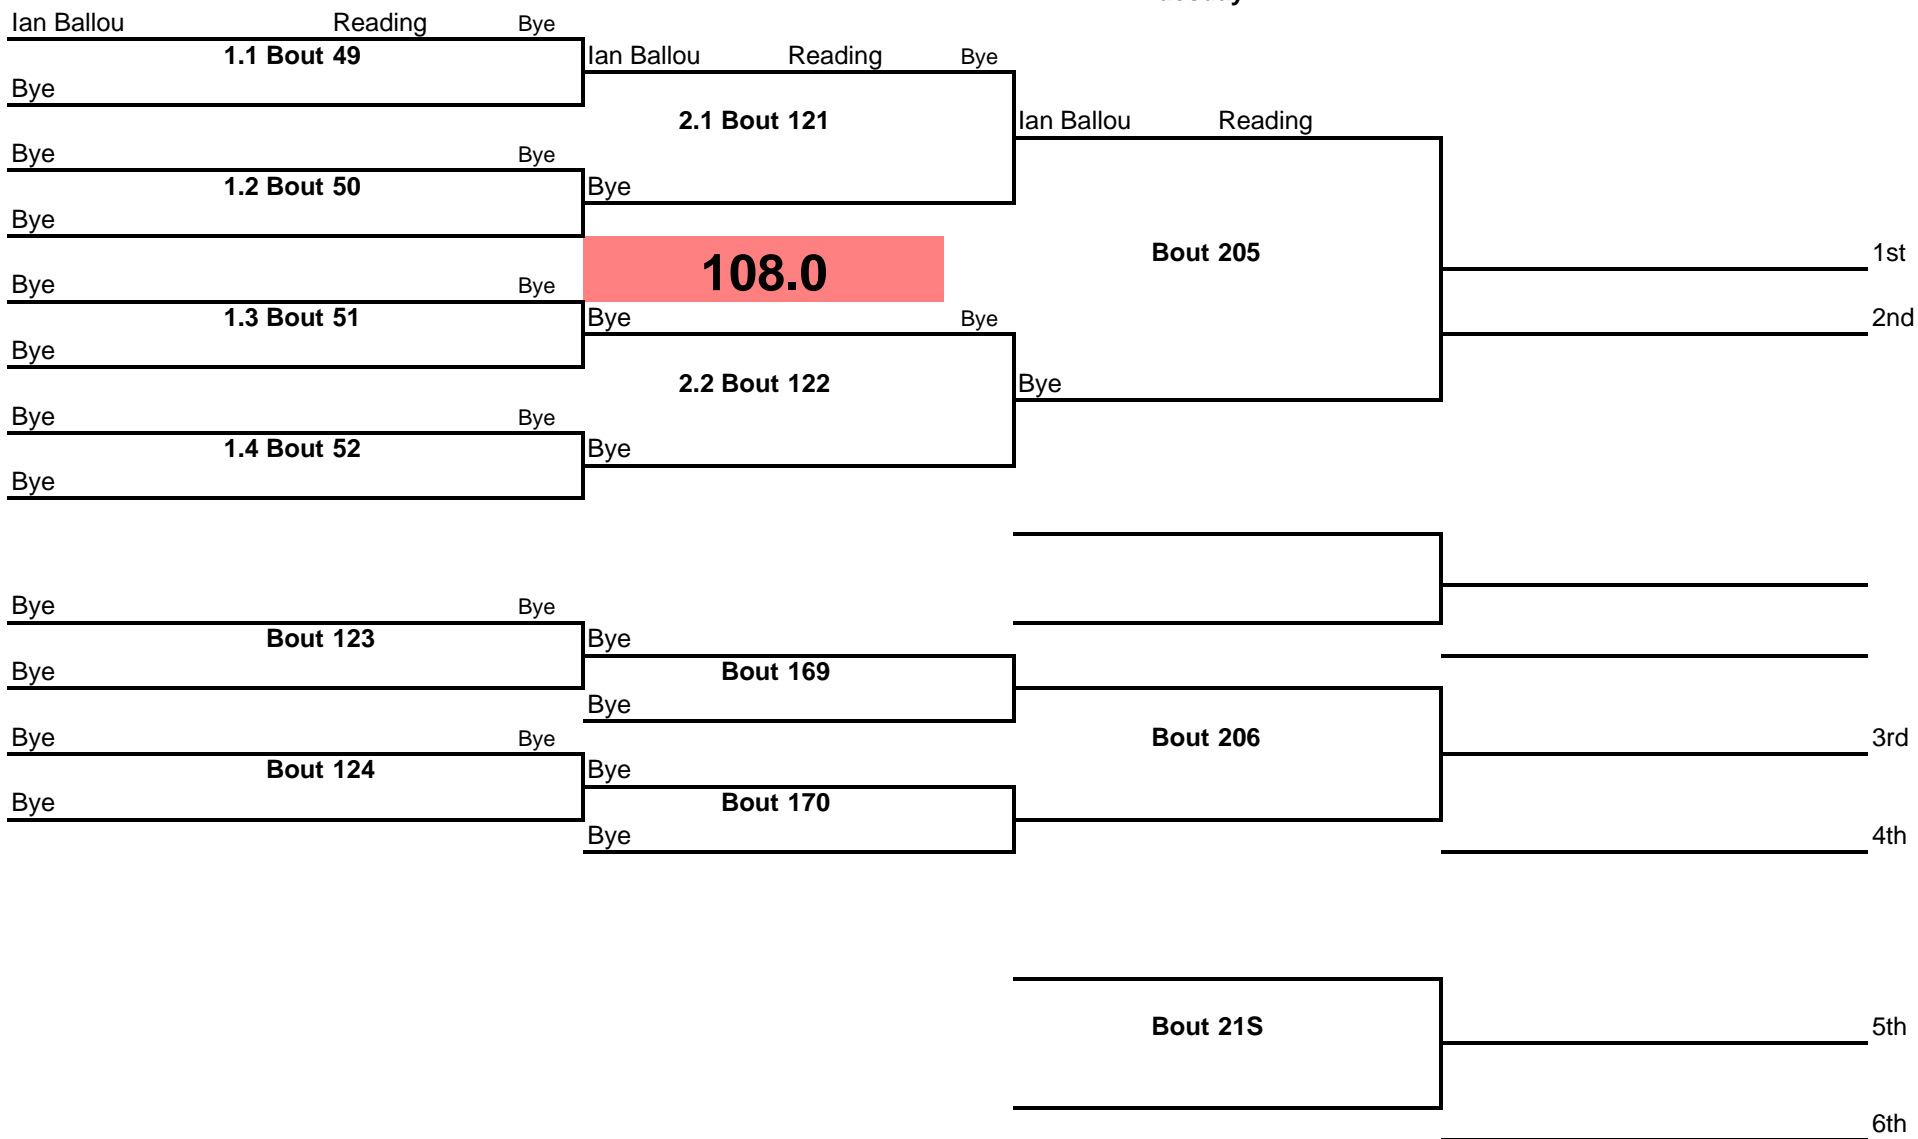 Ian Ballou Reading Bye
1.1 Bout 49
Ian Ballou Reading Bye
Bye
2.1 Bout 121
Ian Ballou Reading
Bye Bye
1.2 Bout 50
Bye
Bye
108.0
Bout 205
1st
Bye Bye
1.3 Bout 51
Bye Bye
2nd
Bye
2.2 Bout 122
Bye
Bye Bye
1.4 Bout 52
Bye
Bye
Bye Bye
Bout 123
Bye
Bye
Bout 169
Bye
Bye Bye
Bout 206
3rd
Bout 124
Bye
Bye
Bout 170
Bye
4th
Bout 21S
5th
6th